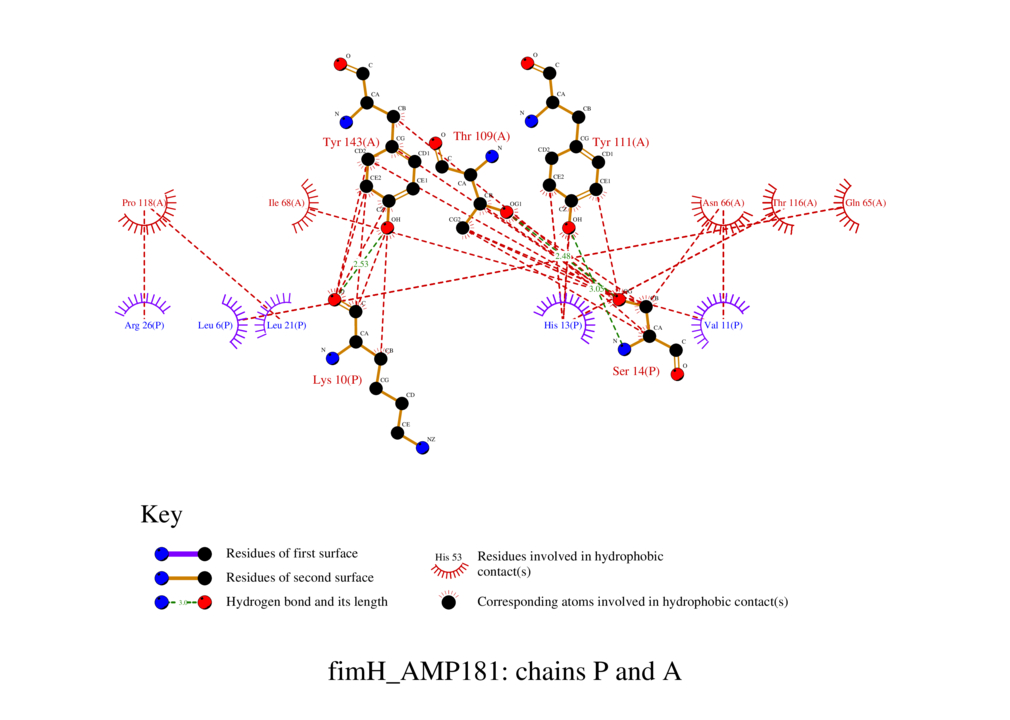 O
C
CA
CB
N
Tyr 143(A)
CG
CD1
CD2
CE2
CE1
CZ
OH
O
C
N
Thr 109(A)
CA
CB
OG1
CG2
O
C
CA
CB
N
Tyr 111(A)
CG
CD2
CD1
CE2
CE1
CZ
OH
Pro 118(A)
Ile 68(A)
Asn 66(A)
Thr 116(A)
Gln 65(A)
2.53
2.48
3.05
Arg 26(P)
Leu 6(P)
Leu 21(P)
His 13(P)
Val 11(P)
O
C
CA
N
CB
Lys 10(P)
CG
CD
CE
NZ
OG
CB
CA
N
C
O
Ser 14(P)
Key
Residues of first surface
Residues of second surface
3.0
Hydrogen bond and its length
His 53
Residues involved in hydrophobic
contact(s)
Corresponding atoms involved in hydrophobic contact(s)
fimH_AMP181: chains P and A